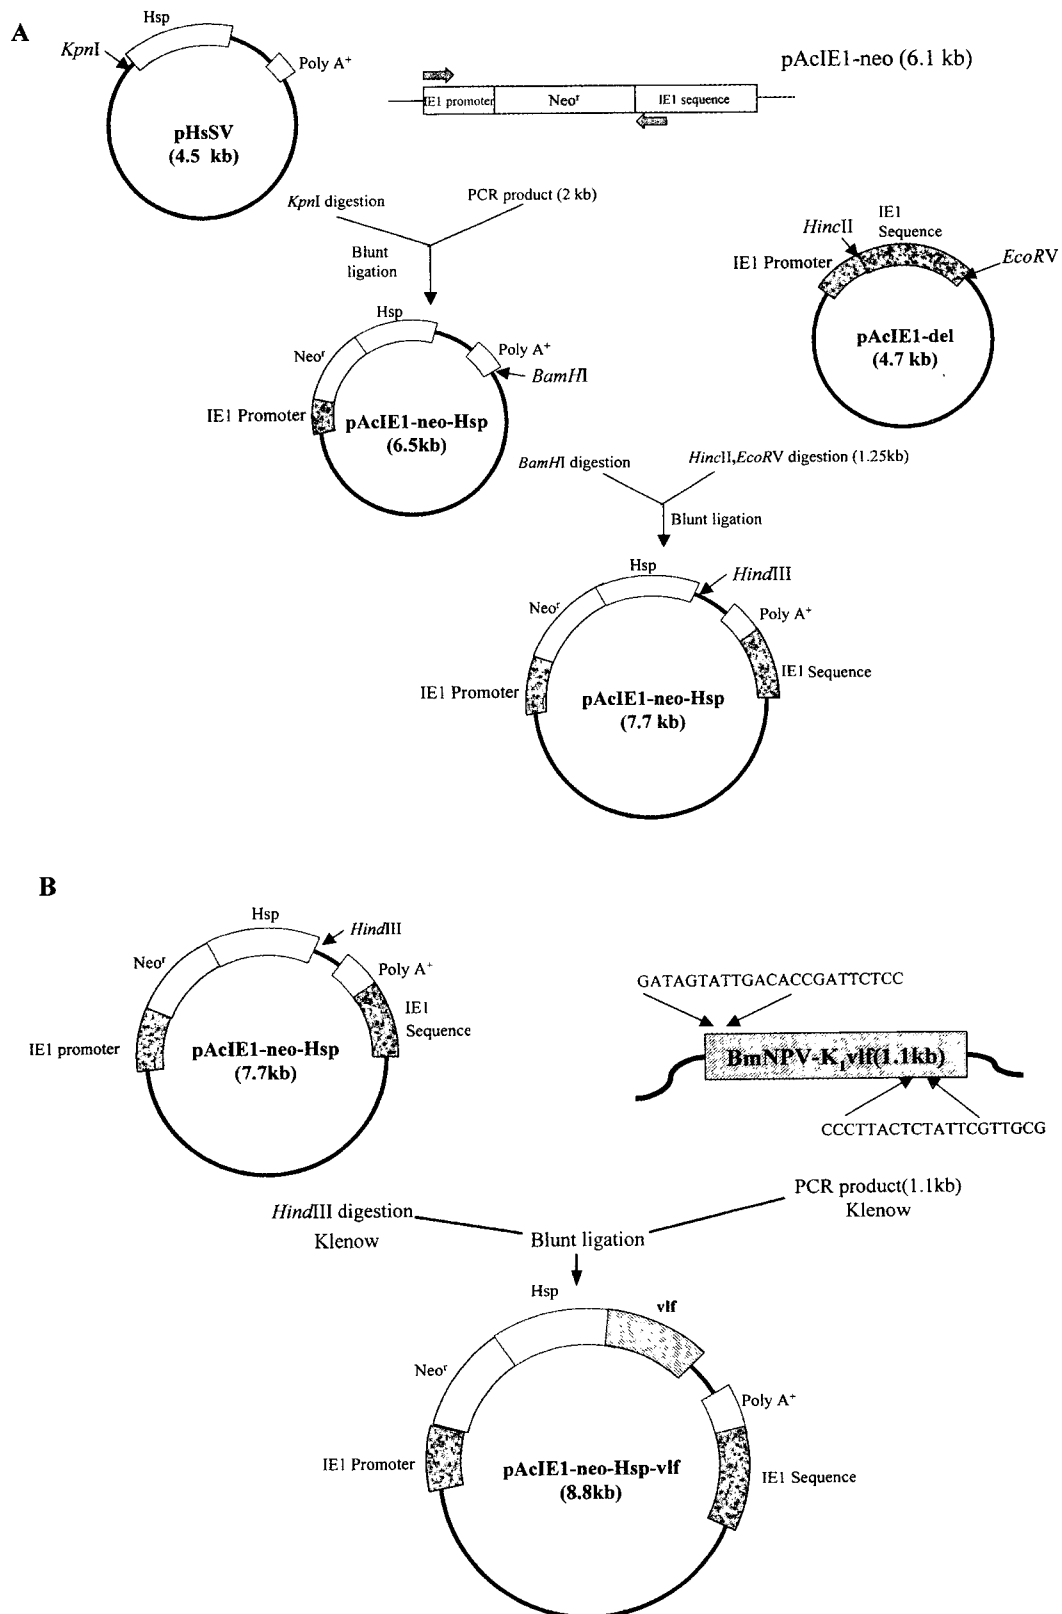 A
Hsp
KpnI
Poly A+
pHsSV
(4.5 kb)
pAcIE1-neo (6.1 kb)
IE1 promoter
Neoʳ
IE1 sequence
KpnI digestion
PCR product (2 kb)
Blunt
ligation
HincII
IE1
Sequence
IE1 Promoter
EcoRV
pAcIE1-del
(4.7 kb)
Hsp
Neoʳ
Poly A+
BamHI
IE1 Promoter
pAcIE1-neo-Hsp
(6.5kb)
BamHI digestion
HincII,EcoRV digestion (1.25kb)
Blunt ligation
Hsp
HindIII
Neoʳ
Poly A+
IE1 Sequence
IE1 Promoter
pAcIE1-neo-Hsp
(7.7 kb)
B
Hsp
HindIII
Neoʳ
Poly A+
IE1
Sequence
IE1 promoter
pAcIE1-neo-Hsp
(7.7kb)
GATAGTATTGACACCGATTCTCC
BmNPV-K₁vlf(1.1kb)
CCCTTACTCTATTCGTTGCG
HindIII digestion
Klenow
PCR product(1.1kb)
Klenow
Blunt ligation
Hsp
vlf
Neoʳ
Poly A+
IE1 Promoter
pAcIE1-neo-Hsp-vlf
(8.8kb)
IE1 Sequence